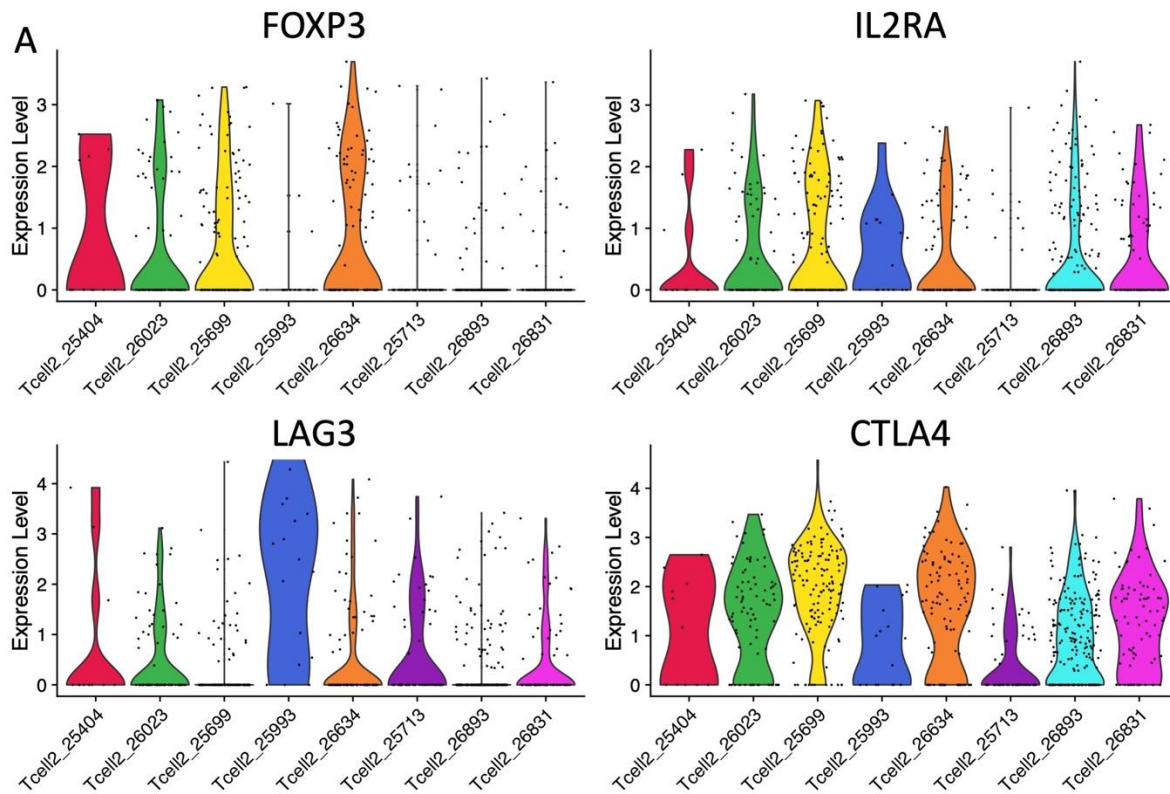 A
FOXP3
Expression Level
3
2
1
0
Tcell2_25404
Tcell2_26023
Tcell2_25699
Tcell2_25993
Tcell2_26634
Tcell2_25713
Tcell2_26893
Tcell2_26831
IL2RA
Expression Level
3
2
1
0
Tcell2_25404
Tcell2_26023
Tcell2_25699
Tcell2_25993
Tcell2_26634
Tcell2_25713
Tcell2_26893
Tcell2_26831
LAG3
Expression Level
4
3
2
1
0
Tcell2_25404
Tcell2_26023
Tcell2_25699
Tcell2_25993
Tcell2_26634
Tcell2_25713
Tcell2_26893
Tcell2_26831
CTLA4
Expression Level
4
3
2
1
0
Tcell2_25404
Tcell2_26023
Tcell2_25699
Tcell2_25993
Tcell2_26634
Tcell2_25713
Tcell2_26893
Tcell2_26831